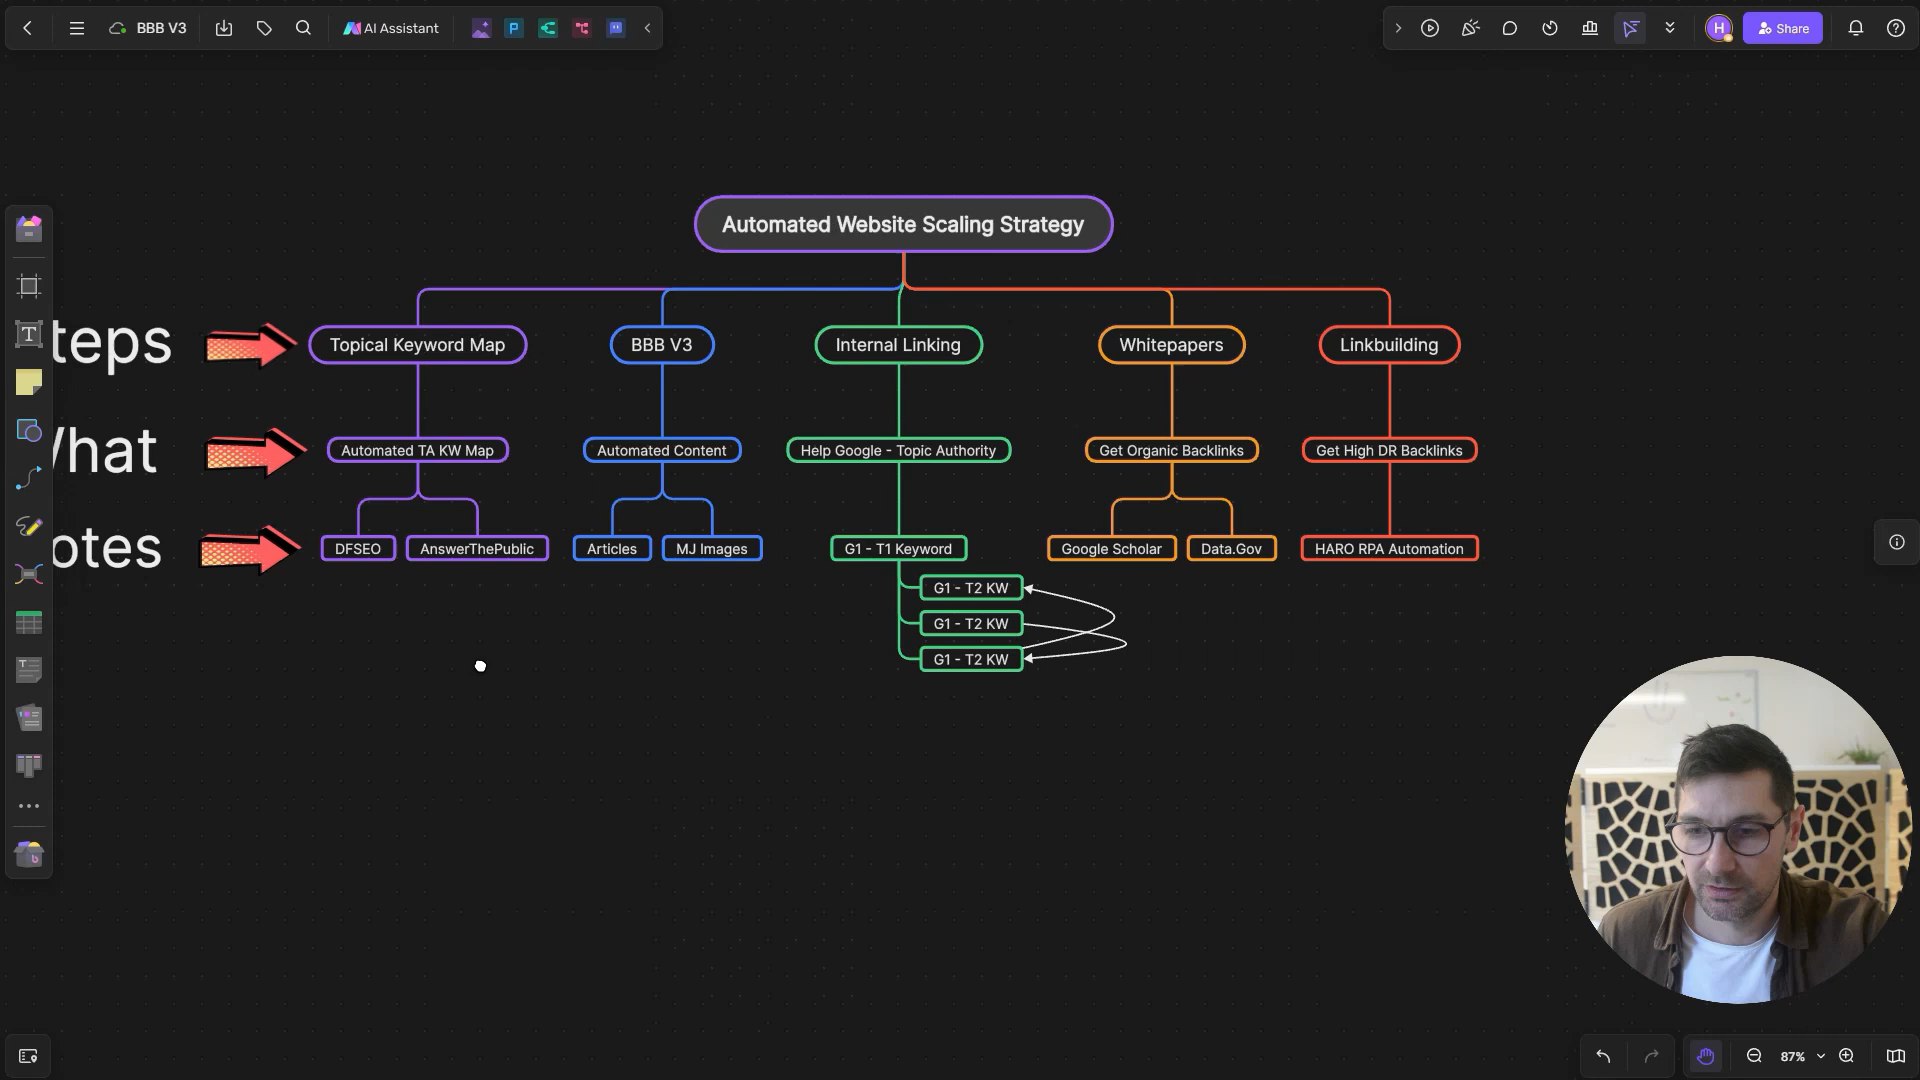 BBB V3
AI Assistant
P
H
Share
Automated Website Scaling Strategy
teps
Topical Keyword Map
BBB V3
Internal Linking
Whitepapers
Linkbuilding
hat
Automated TA KW Map
Automated Content
Help Google - Topic Authority
Get Organic Backlinks
Get High DR Backlinks
otes
DFSEO
AnswerThePublic
Articles
MJ Images
G1 - T1 Keyword
Google Scholar
Data.Gov
HARO RPA Automation
G1 - T2 KW
G1 - T2 KW
G1 - T2 KW
87%